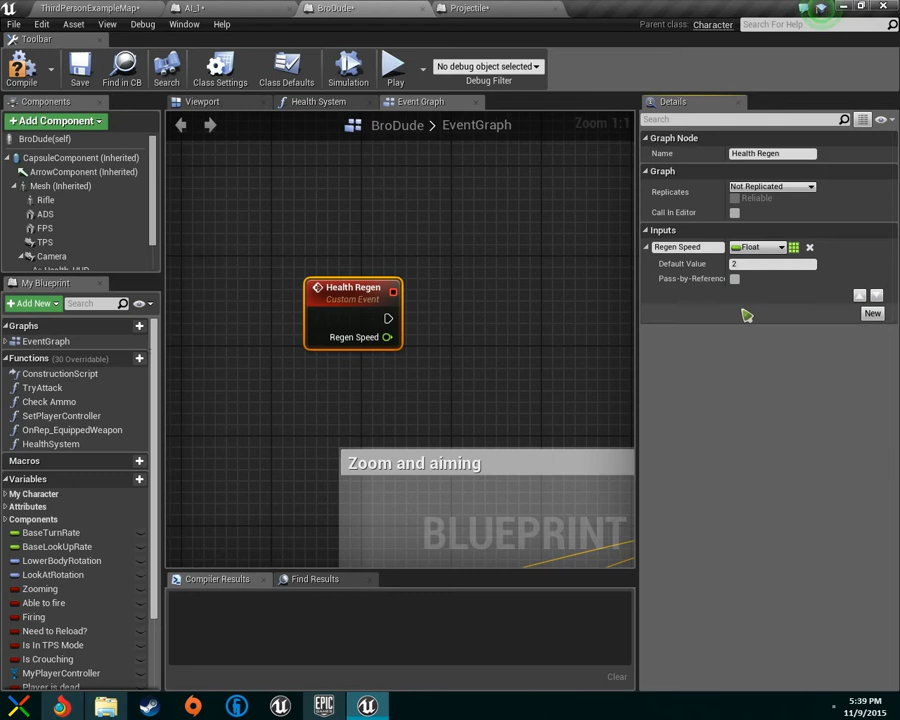 ThirdPersonExampleMap*
AI_1*
BroDude*
Projectile*
File Edit Asset View Debug Window Help
Parent class: Character
Search For Help
Toolbar
Compile
Save
Find in CB
Search
Class Settings
Class Defaults
Simulation
Play
No debug object selected
Debug Filter
Components
+ Add Component
BroDude(self)
CapsuleComponent (Inherited)
ArrowComponent (Inherited)
Mesh (Inherited)
Rifle
ADS
FPS
TPS
Camera
My Blueprint
+ Add New
Search
Graphs
EventGraph
Functions (30 Overridable)
ConstructionScript
TryAttack
Check Ammo
SetPlayerController
OnRep_EquippedWeapon
HealthSystem
Macros
Variables
My Character
Attributes
Components
BaseTurnRate
BaseLookUpRate
LowerBodyRotation
LookAtRotation
Zooming
Able to fire
Firing
Need to Reload?
Is In TPS Mode
Is Crouching
MyPlayerController
Player is dead
Viewport
Health System
Event Graph
BroDude > EventGraph
Zoom 1:1
Health Regen
Custom Event
Regen Speed
Zoom and aiming
BLUEPRINT
Compiler Results
Find Results
Clear
Details
Search
Graph Node
Name Health Regen
Graph
Replicates Not Replicated
Reliable
Call In Editor
Inputs
Regen Speed Float
Default Value 2
Pass-by-Referenc
New
EPIC
GAMES
5:39 PM
11/9/2015